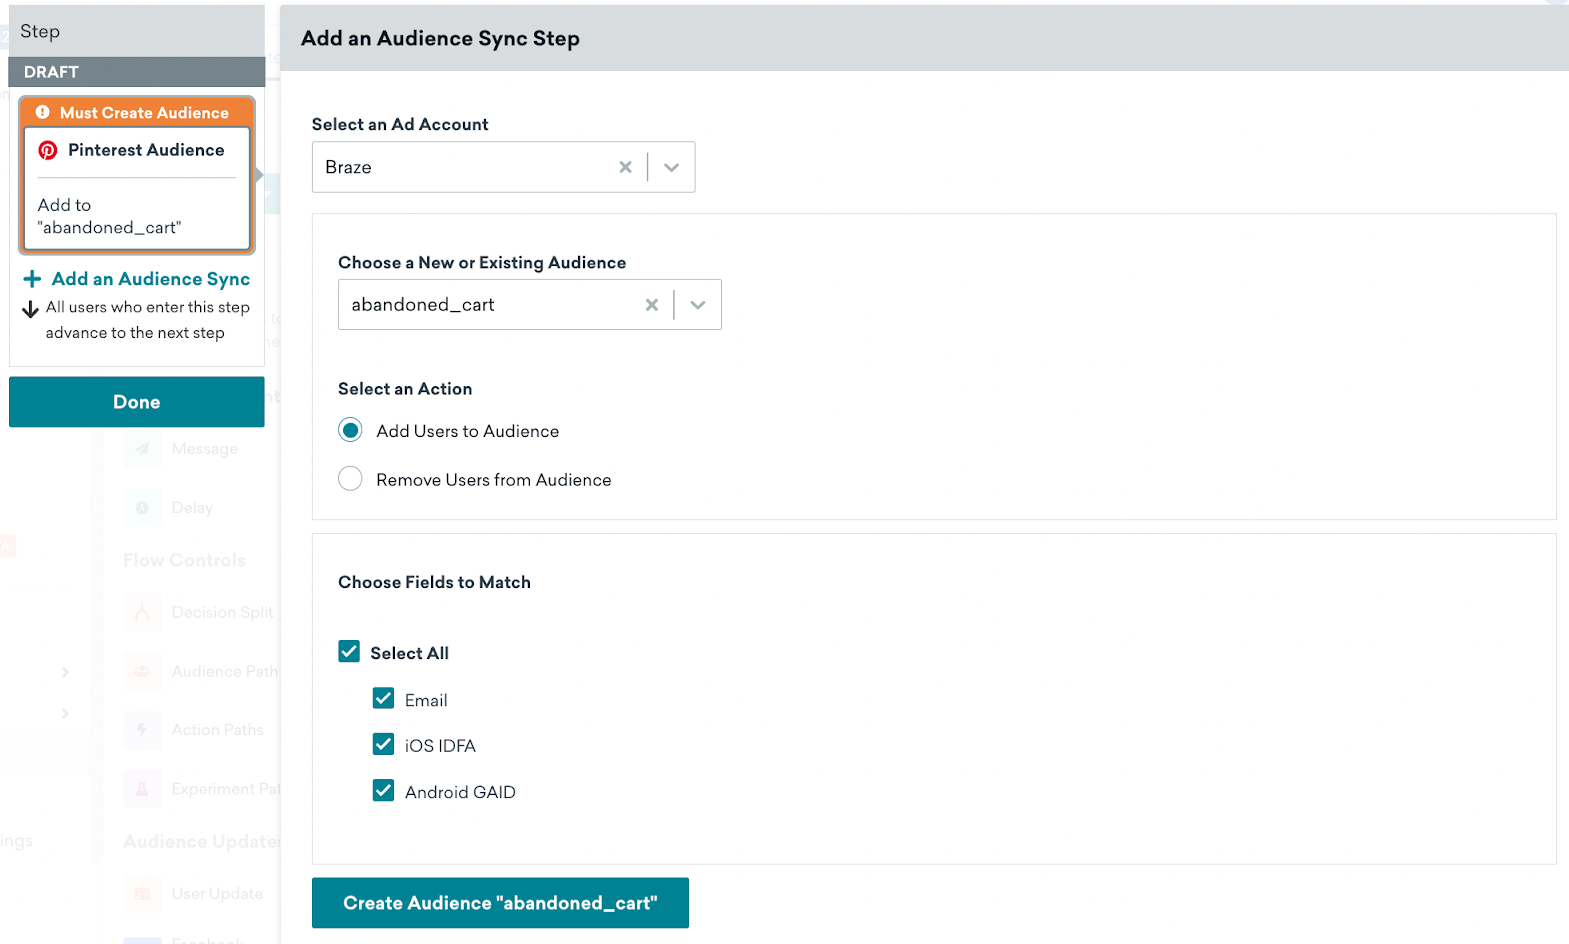 Step
DRAFT
Must Create Audience
Pinterest Audience
Add to
"abandoned_cart"
Add an Audience Sync
All users who enter this step
advance to the next step
Done
Message
Delay
Flow Controls
Decision Split
Audience Path
Action Paths
Experiment Pat
Audience Updates
User Update
Facebook
ings
Add an Audience Sync Step
Select an Ad Account
Braze
Choose a New or Existing Audience
abandoned_cart
Select an Action
Add Users to Audience
Remove Users from Audience
Choose Fields to Match
Select All
Email
iOS IDFA
Android GAID
Create Audience "abandoned_cart"